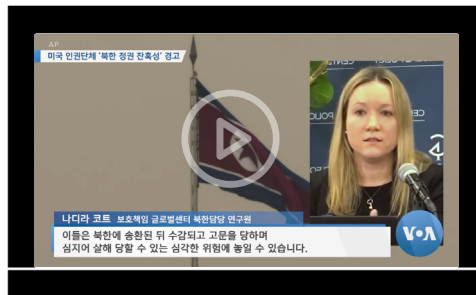 AP
미국 인권단체 '북한 정권 잔혹성' 경고
나디라 코트 보호책임 글로벌센터 북한담당 연구원
이들은 북한에 송환된 뒤 수감되고 고문을 당하며
심지어 살해 당할 수 있는 심각한 위험에 놓일 수 있습니다.
VOA